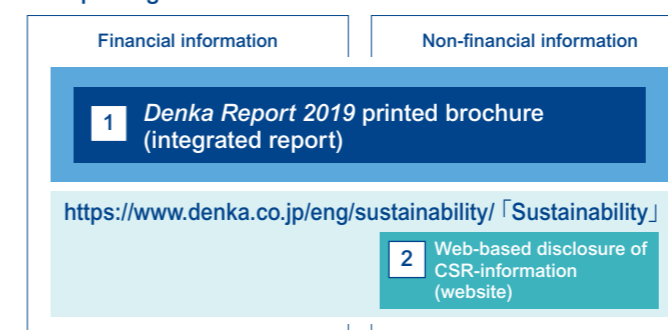 Financial information
Non-financial information
1
Denka Report 2019 printed brochure
(integrated report)
https://www.denka.co.jp/eng/sustainability/「Sustainability」
2
Web-based disclosure of
CSR-information
(website)